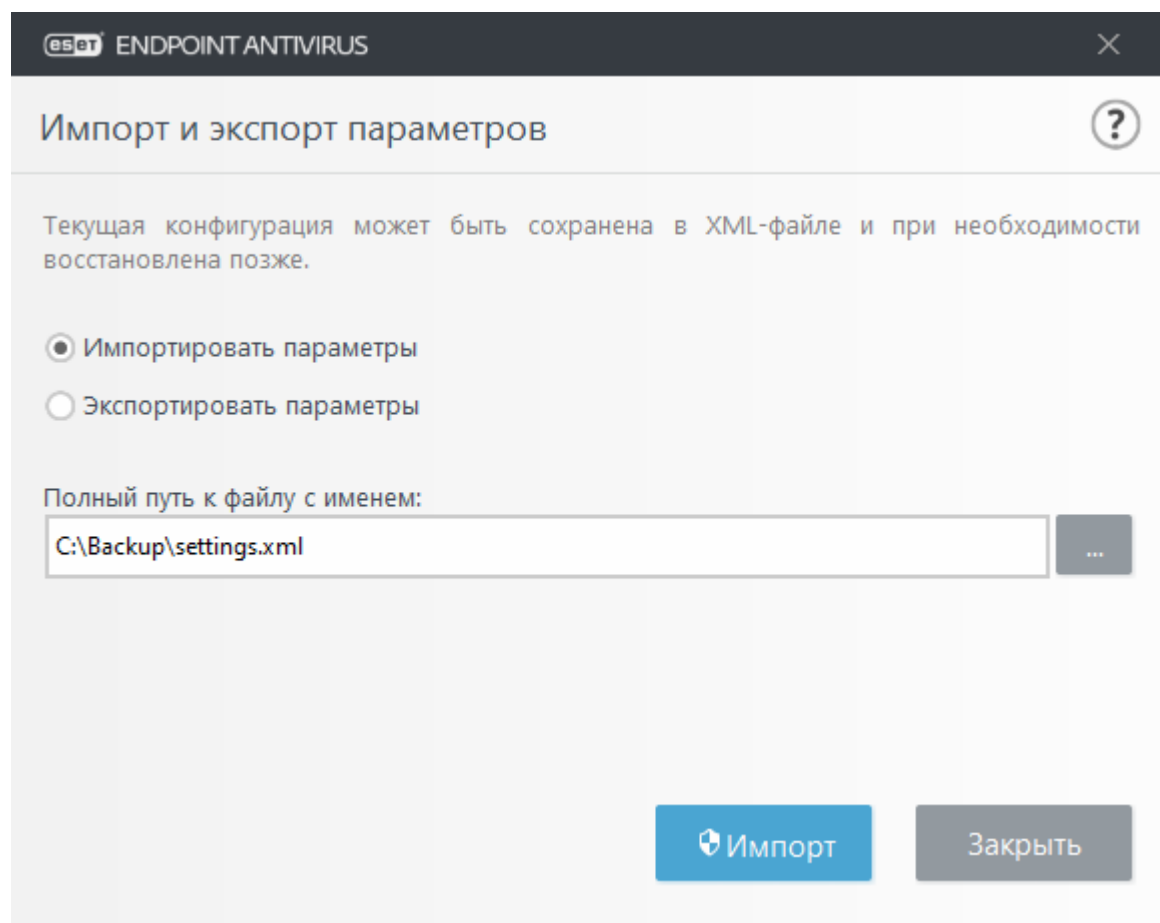 eset ENDPOINT ANTIVIRUS
Импорт и экспорт параметров
?
Текущая конфигурация может быть сохранена в XML-файле и при необходимости
восстановлена позже.
Импортировать параметры
Экспортировать параметры
Полный путь к файлу с именем:
C:\Backup\settings.xml
...
Импорт
Закрыть